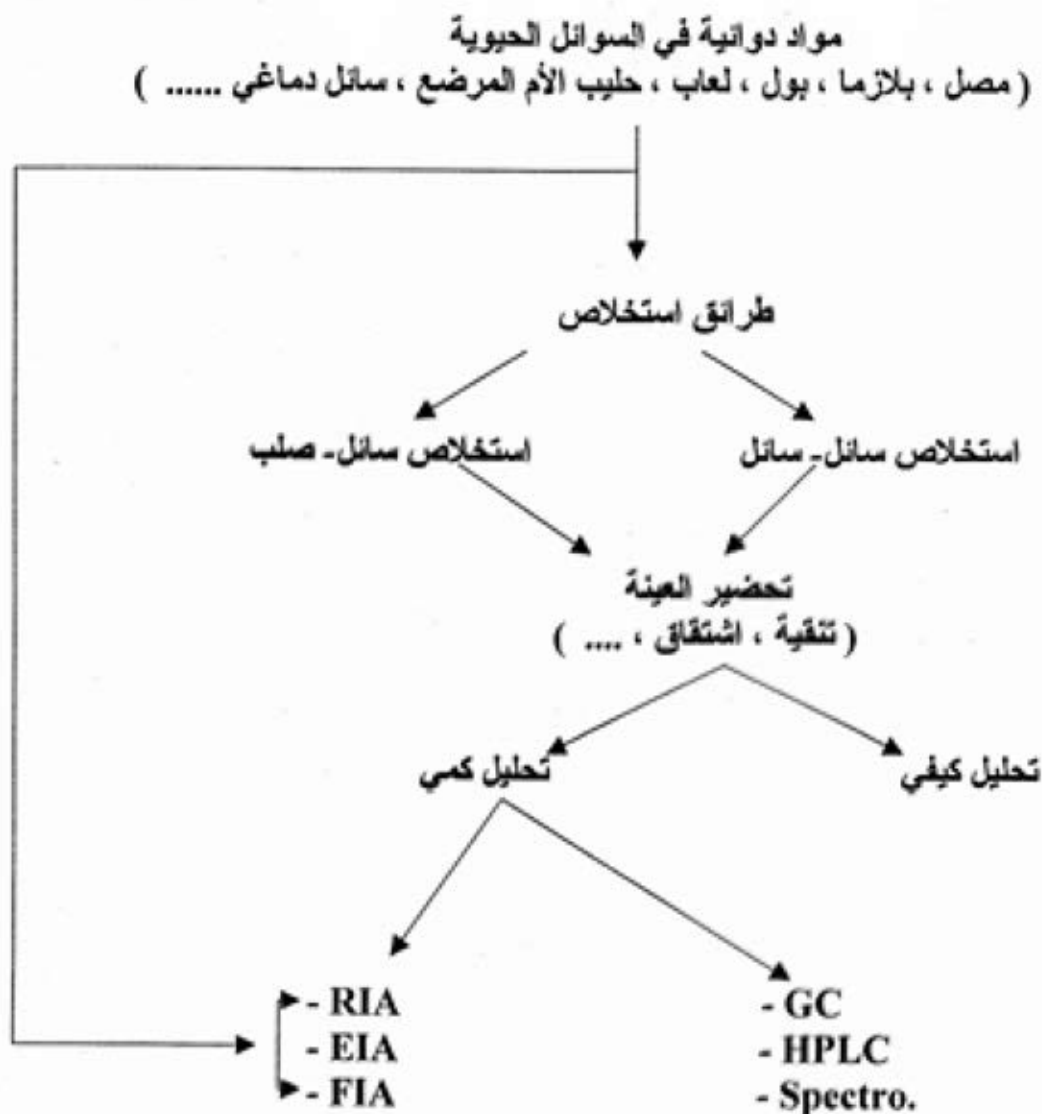 مواد دوائية في السوائل الحيوية
( مصل ، بلازما ، بول ، لعاب ، حليب الأم المرضع ، سائل دماغي ...... )
طرائق استخلاص
استخلاص سائل- سائل
استخلاص سائل- صلب
تحضير العينة
( تنقية ، اشتقاق ، .... )
تحليل كيفي
تحليل كمي
- RIA
- EIA
- FIA
- GC
- HPLC
- Spectro.